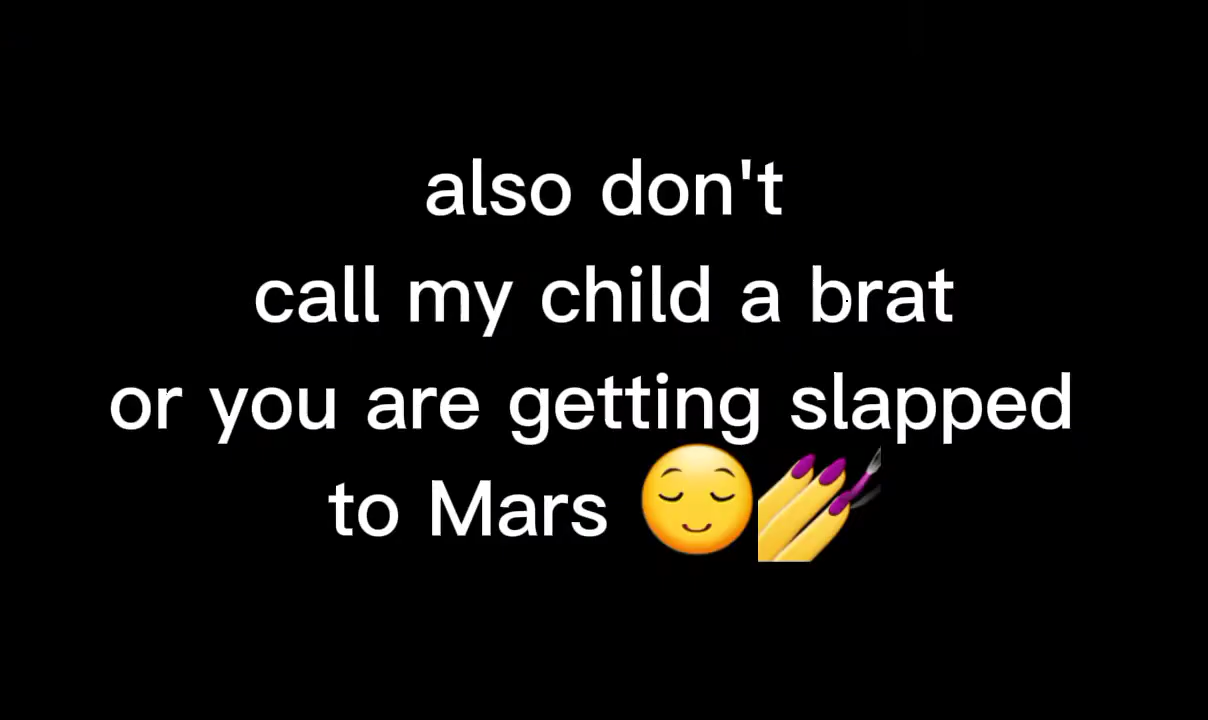 also don't
call my child a brat
or you are getting slapped
to Mars 😌💅